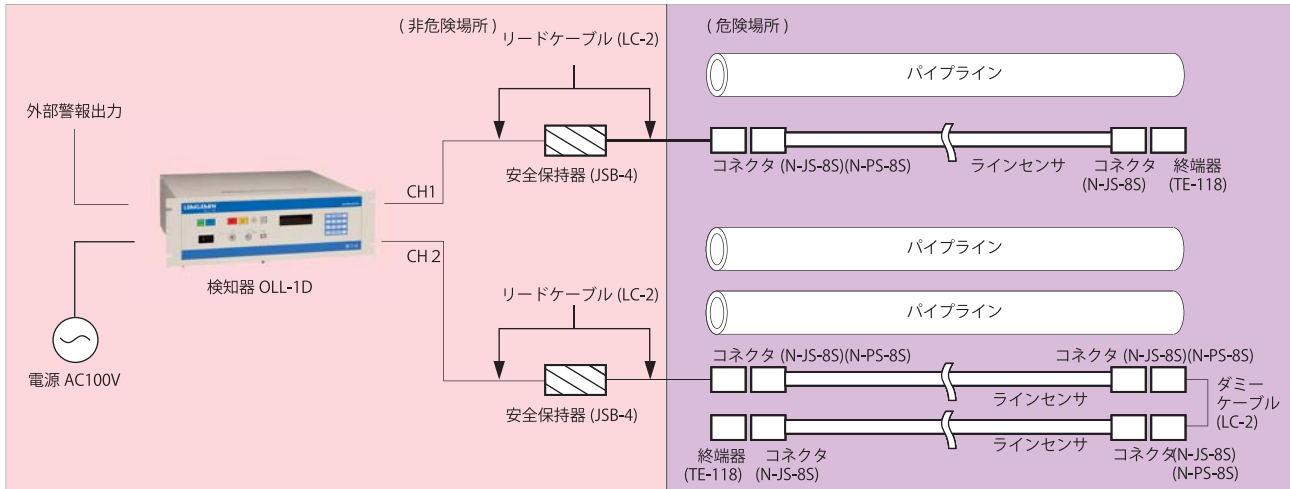 (非危険場所)
リードケーブル (LC-2)
(危険場所)
パイプライン
外部警報出力
CH1
安全保持器 (JSB-4)
コネクタ (N-JS-8S)(N-PS-8S)
ラインセンサ
コネクタ
(N-JS-8S)
終端器
(TE-118)
検知器 OLL-1D
CH 2
パイプライン
リードケーブル (LC-2)
パイプライン
電源 AC100V
コネクタ (N-JS-8S)(N-PS-8S)
コネクタ (N-JS-8S)(N-PS-8S)
安全保持器 (JSB-4)
ラインセンサ
ダミー
ケーブル
(LC-2)
終端器
(TE-118)
コネクタ
(N-JS-8S)
ラインセンサ
コネクタ(N-JS-8S)
(N-PS-8S)